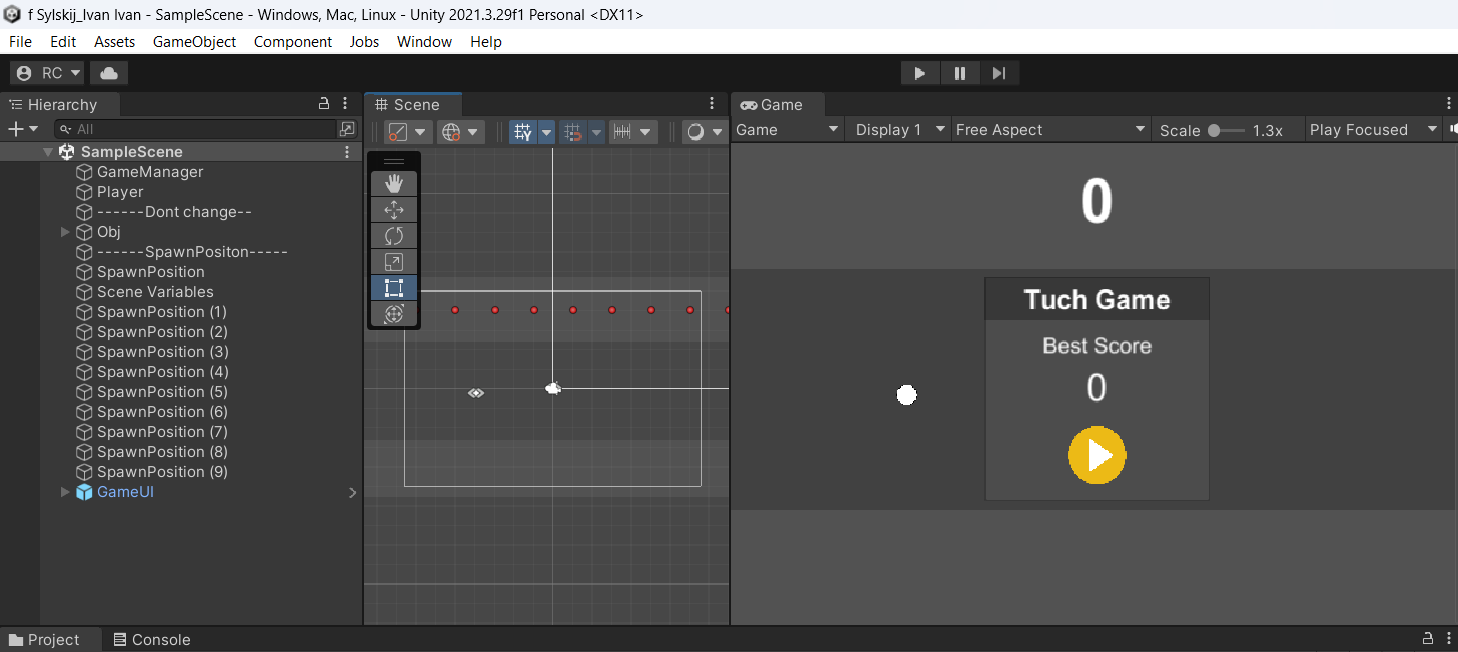 f Sylskij_Ivan Ivan - SampleScene - Windows, Mac, Linux - Unity 2021.3.29f1 Personal <DX11>
File Edit Assets GameObject Component Jobs Window Help
RC
Hierarchy
All
SampleScene
GameManager
Player
------Dont change--
Obj
------SpawnPositon-----
SpawnPosition
Scene Variables
SpawnPosition (1)
SpawnPosition (2)
SpawnPosition (3)
SpawnPosition (4)
SpawnPosition (5)
SpawnPosition (6)
SpawnPosition (7)
SpawnPosition (8)
SpawnPosition (9)
GameUI
Scene
Game
Game Display 1 Free Aspect Scale 1.3x Play Focused
0
Tuch Game
Best Score
0
Project Console